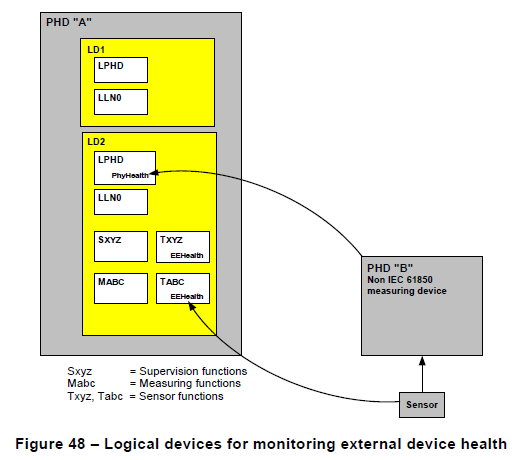 PHD "A"
LD1
LPHD
LLN0
LD2
LPHD
PhyHealth
LLN0
SXYZ
TXYZ
EEHealth
MABC
TABC
EEHealth
PHD "B"
Non IEC 61850
measuring device
Sensor
Sxyz = Supervision functions
Mabc = Measuring functions
Txyz, Tabc = Sensor functions
Figure 48 – Logical devices for monitoring external device health